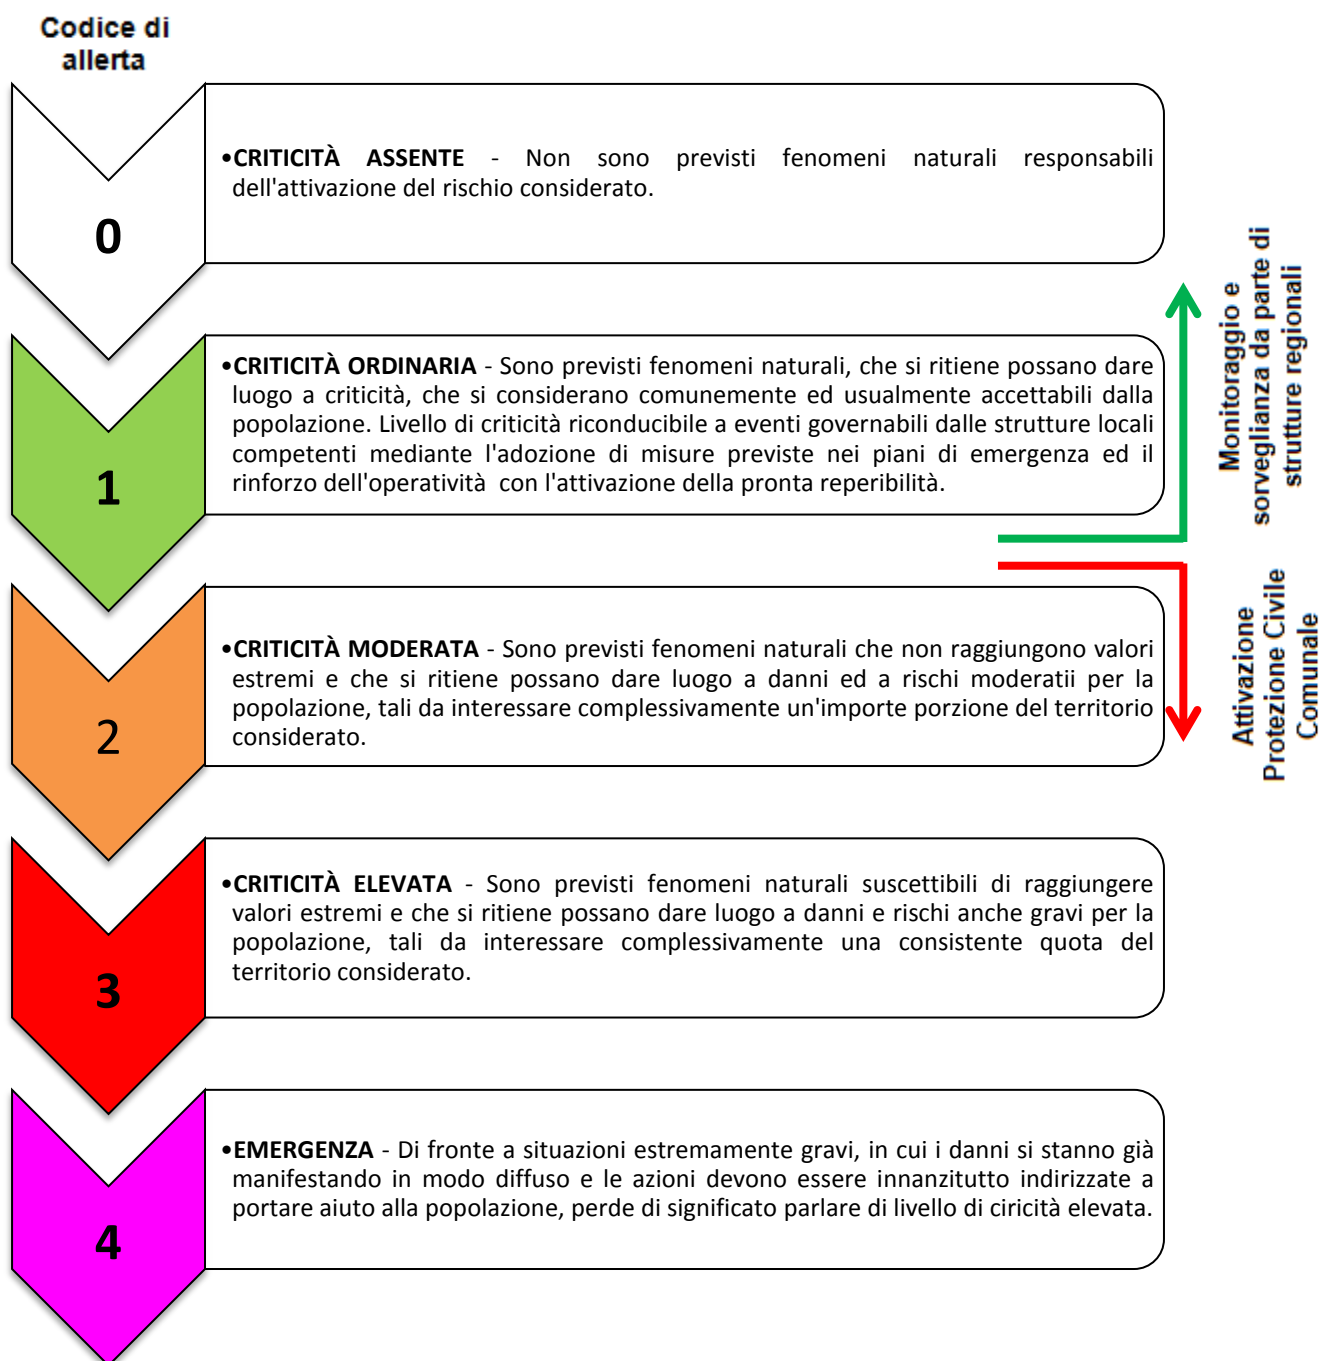 Codice di
allerta
0
•CRITICITÀ ASSENTE - Non sono previsti fenomeni naturali responsabili
dell'attivazione del rischio considerato.
1
•CRITICITÀ ORDINARIA - Sono previsti fenomeni naturali, che si ritiene possano dare
luogo a criticità, che si considerano comunemente ed usualmente accettabili dalla
popolazione. Livello di criticità riconducibile a eventi governabili dalle strutture locali
competenti mediante l'adozione di misure previste nei piani di emergenza ed il
rinforzo dell'operatività con l'attivazione della pronta reperibilità.
Monitoraggio e
sorveglianza da parte di
strutture regionali
2
•CRITICITÀ MODERATA - Sono previsti fenomeni naturali che non raggiungono valori
estremi e che si ritiene possano dare luogo a danni ed a rischi moderatii per la
popolazione, tali da interessare complessivamente un'importe porzione del territorio
considerato.
Attivazione
Protezione Civile
Comunale
3
•CRITICITÀ ELEVATA - Sono previsti fenomeni naturali suscettibili di raggiungere
valori estremi e che si ritiene possano dare luogo a danni e rischi anche gravi per la
popolazione, tali da interessare complessivamente una consistente quota del
territorio considerato.
4
•EMERGENZA - Di fronte a situazioni estremamente gravi, in cui i danni si stanno già
manifestando in modo diffuso e le azioni devono essere innanzitutto indirizzate a
portare aiuto alla popolazione, perde di significato parlare di livello di ciricità elevata.